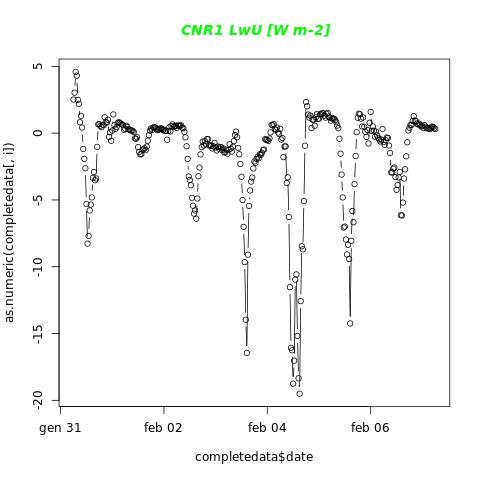 CNR1 LwU [W m-2]
as.numeric(completedata[, i])
5
0
-5
-10
-15
-20
gen 31
feb 02
feb 04
feb 06
completedata$date